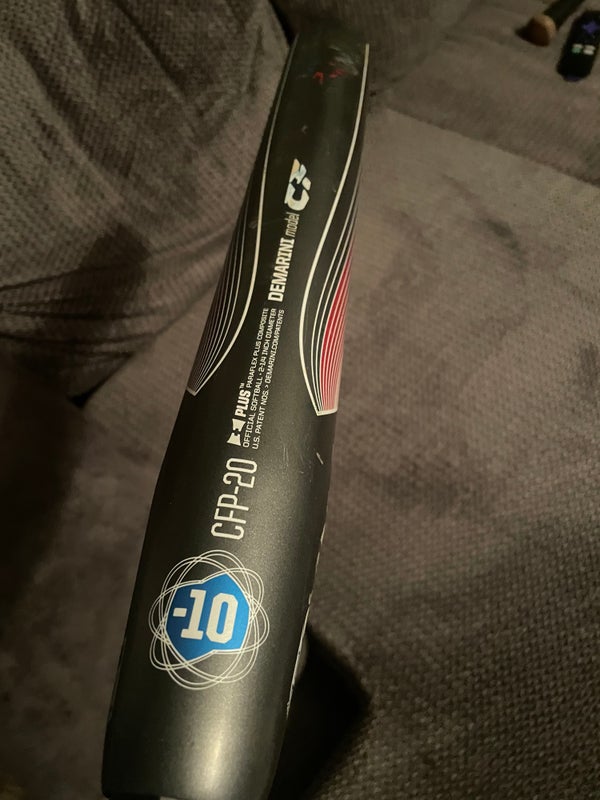 DEMARINI model CF
PLUS™ PARAFLEX PLUS COMPOSITE
OFFICIAL SOFTBALL - 2-1/4 INCH DIAMETER
U.S. PATENT NOS. > DEMARINI.COM/PATENTS
CFP-20
-10